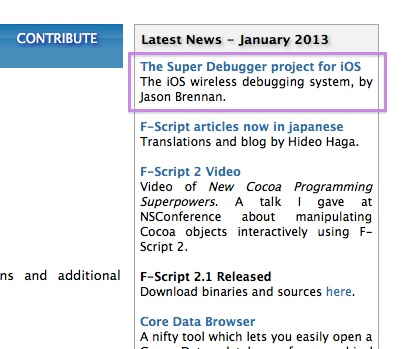 CONTRIBUTE
Latest News - January 2013
The Super Debugger project for iOS
The iOS wireless debugging system, by
Jason Brennan.
F-Script articles now in japanese
Translations and blog by Hideo Haga.
F-Script 2 Video
Video of New Cocoa Programming
Superpowers. A talk I gave at
NSConference about manipulating
Cocoa objects interactively using F-
Script 2.
ns and additional
F-Script 2.1 Released
Download binaries and sources here.
Core Data Browser
A nifty tool which lets you easily open a